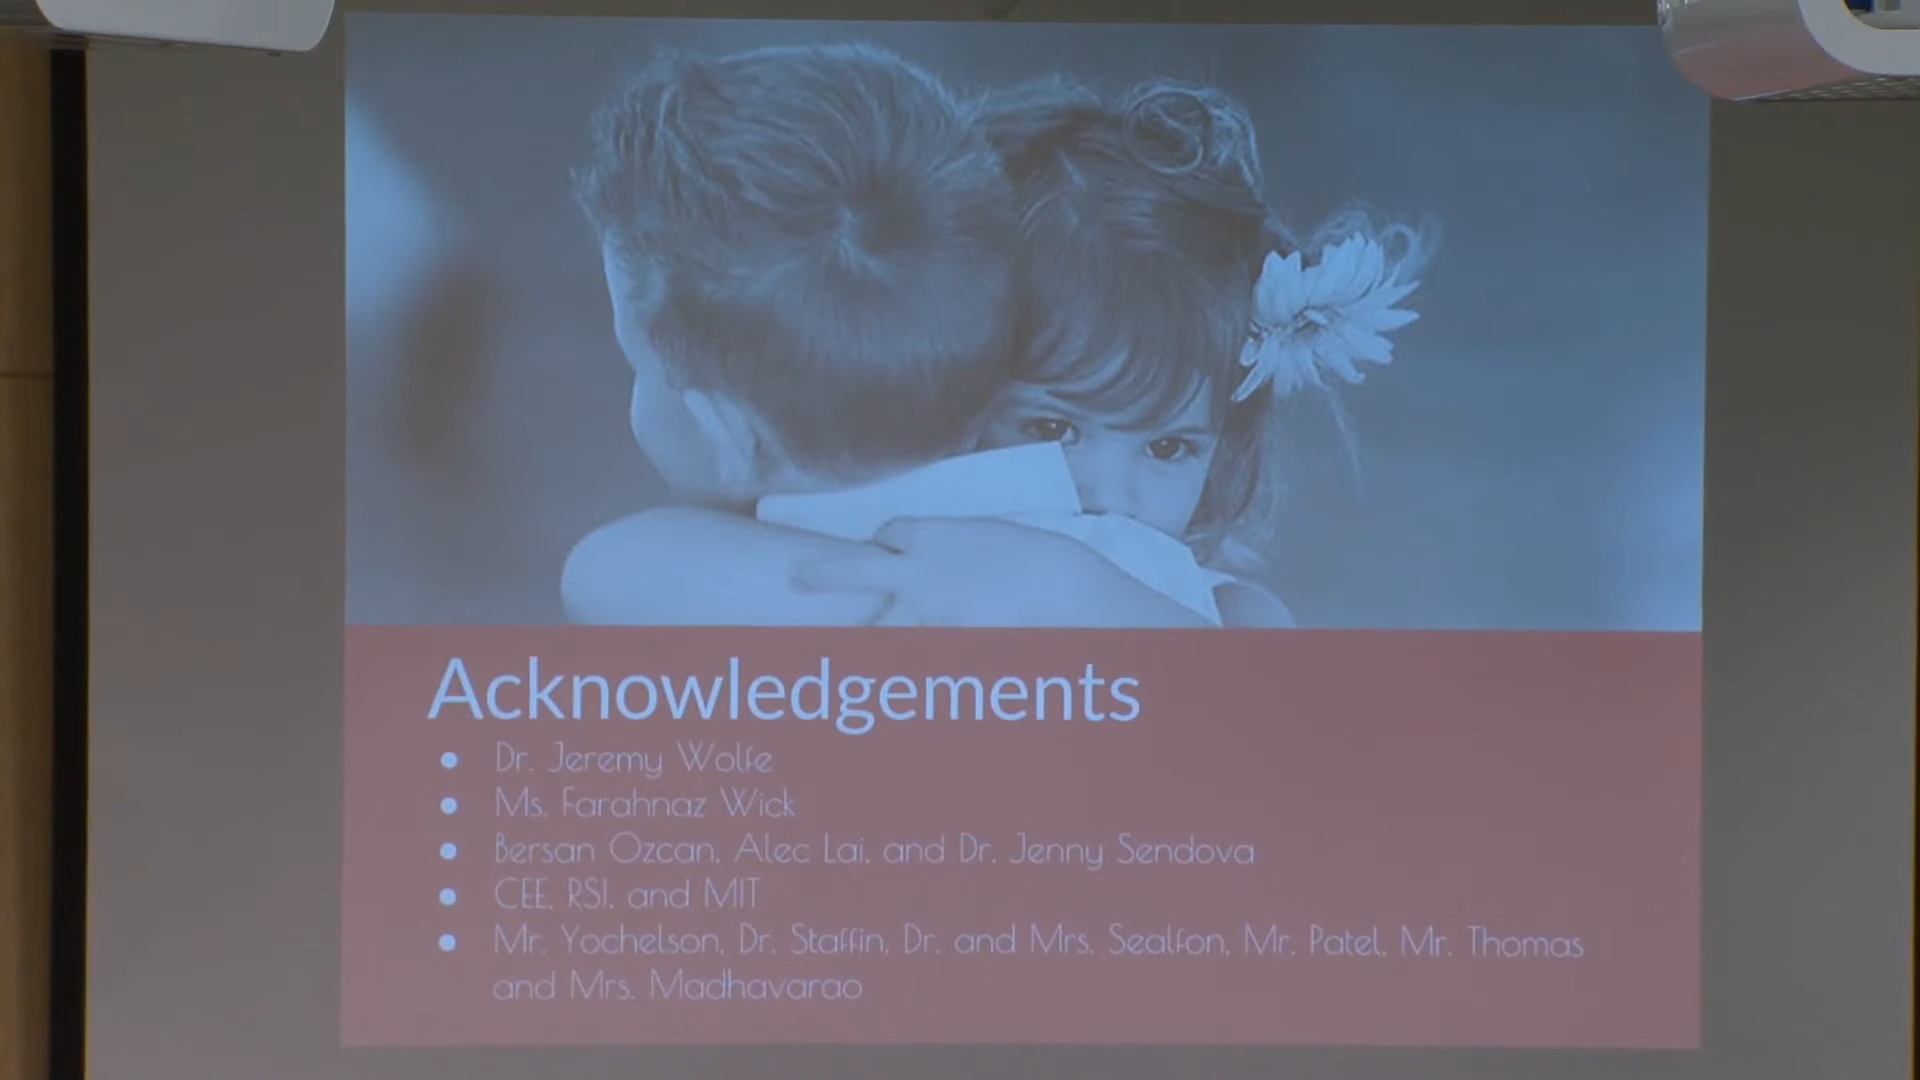 Acknowledgements
● Dr. Jeremy Wolfe
● Ms. Farahnaz Wick
● Bersan Ozcan, Alec Lai, and Dr. Jenny Sendova
● CEE, RSI, and MIT
● Mr. Yochelson, Dr. Staffin, Dr. and Mrs. Sealfon, Mr. Patel, Mr. Thomas
and Mrs. Madhavarao